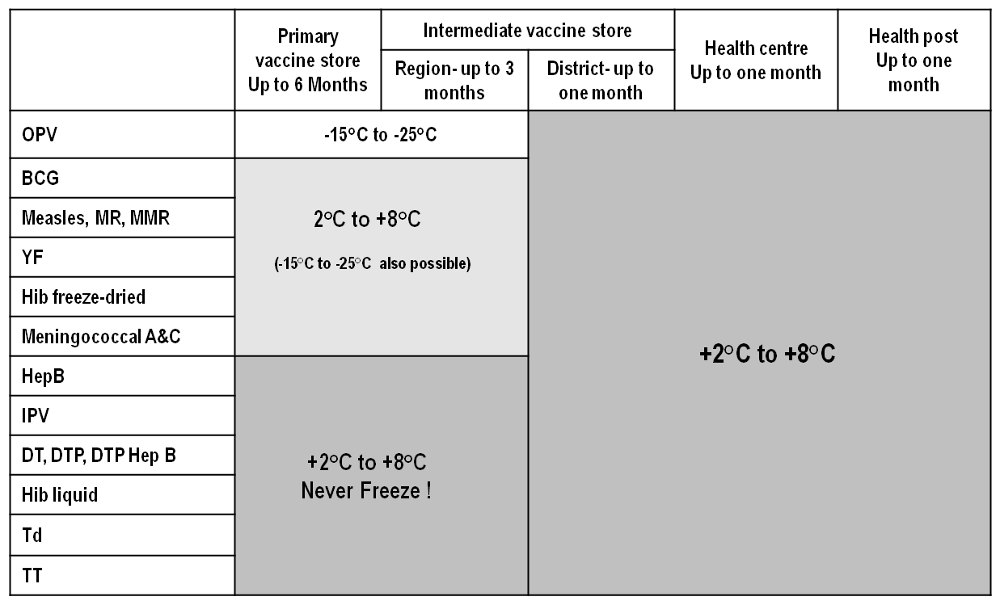 Primary
vaccine store
Up to 6 Months
Intermediate vaccine store
Region- up to 3
months
District- up to
one month
Health centre
Up to one month
Health post
Up to one
month
OPV
-15°C to -25°C
BCG
Measles, MR, MMR
YF
Hib freeze-dried
Meningococcal A&C
2°C to +8°C
(-15°C to -25°C also possible)
HepB
IPV
DT, DTP, DTP Hep B
Hib liquid
Td
TT
+2°C to +8°C
Never Freeze !
+2°C to +8°C